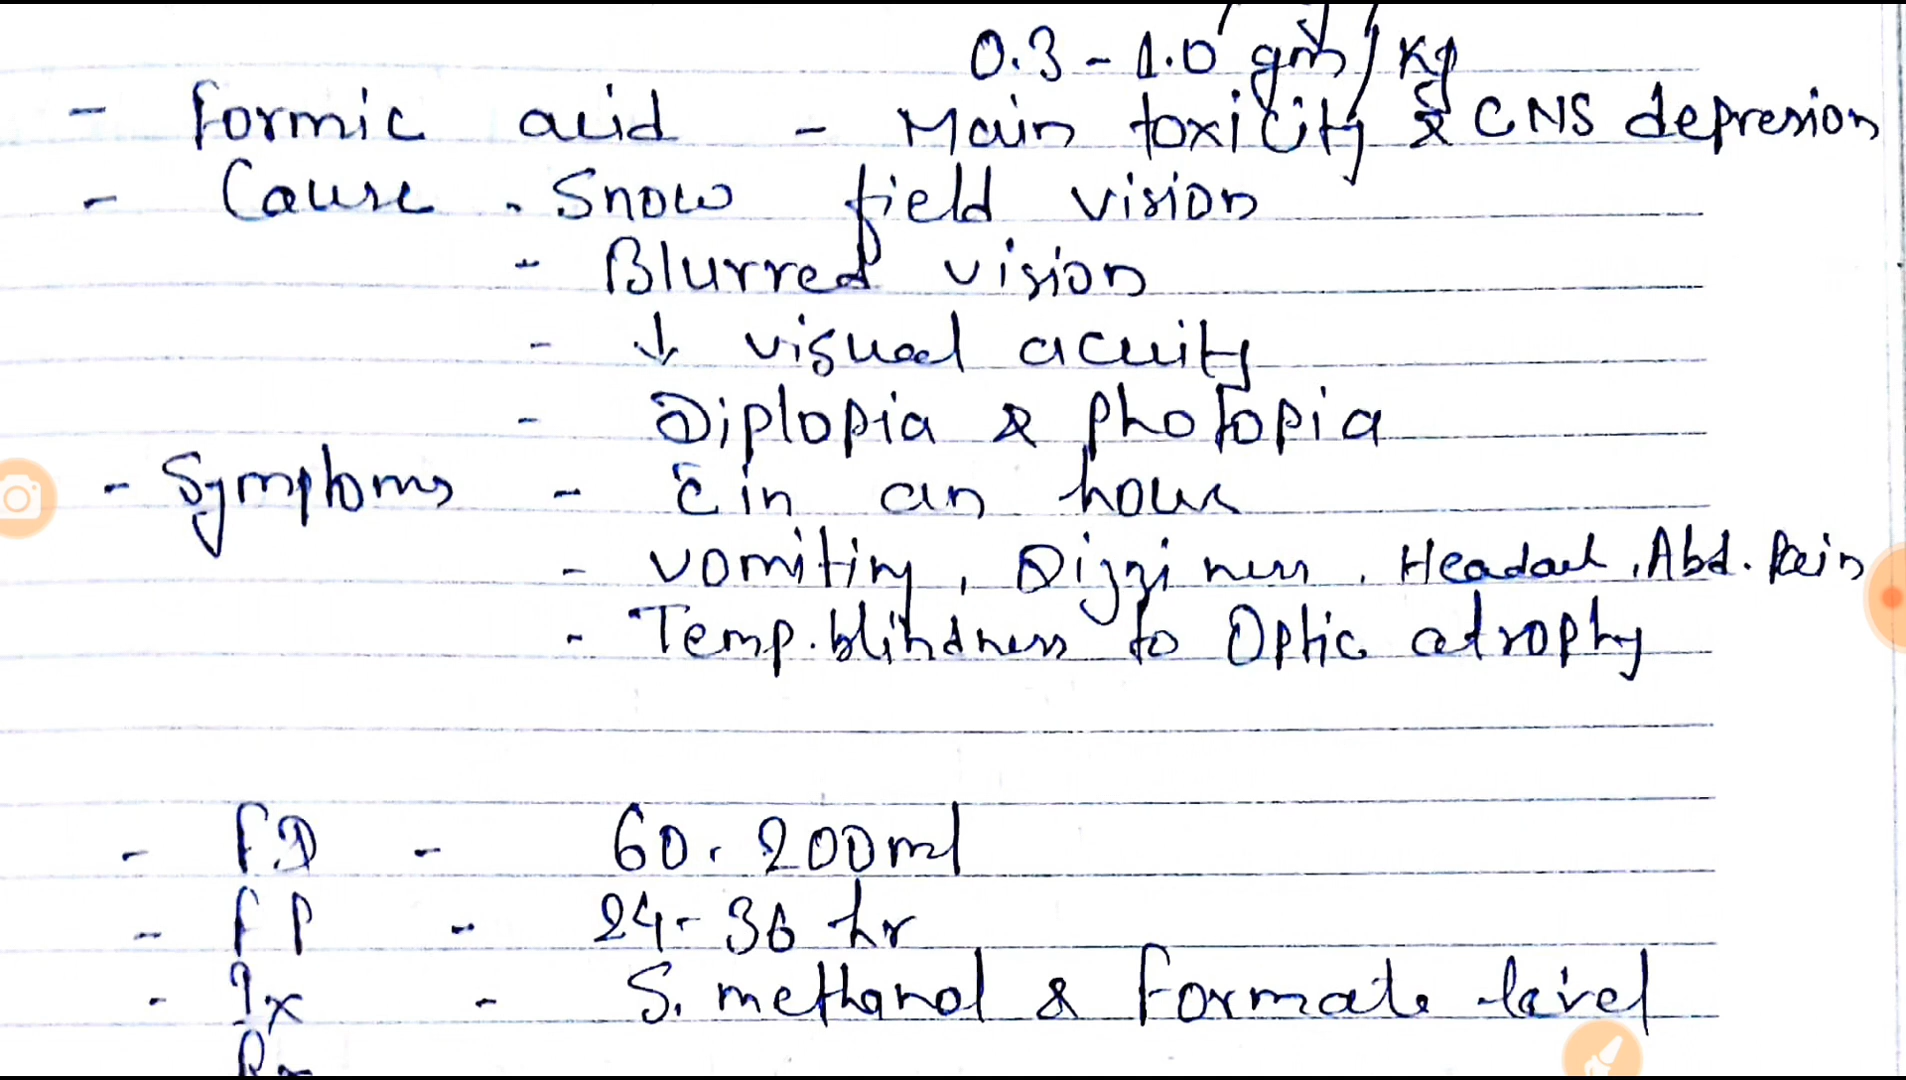 0.3 - 1.0 gm / Kg
- Formic acid - Main toxicity & CNS depression
- Cause - Snow field vision
- Blurred vision
- ↓ visual acuity
- Diplopia & photopia
- Symptoms - c̄ in an hour
- vomiting, Dizziness, Headach, Abd. Pain
- Temp. blindness to Optic atrophy
- FD - 60-200ml
- FP - 24-36 hr
- Ix - S. methanol & Formate level